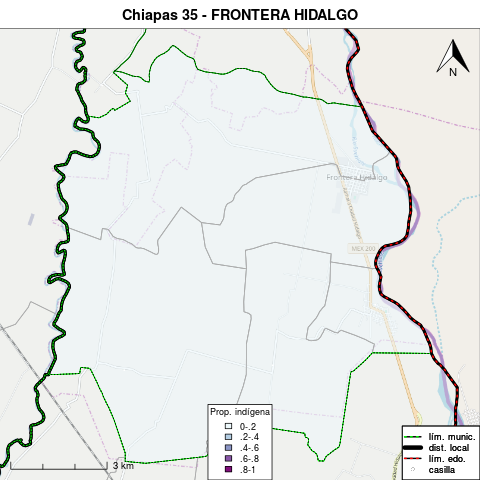 Chiapas 35 - FRONTERA HIDALGO
N
Frontera Hidalgo
MEX 200
3 km
Prop. indígena
0-.2
.2-.4
.4-.6
.6-.8
.8-1
lím. munic.
dist. local
lím. edo.
casilla